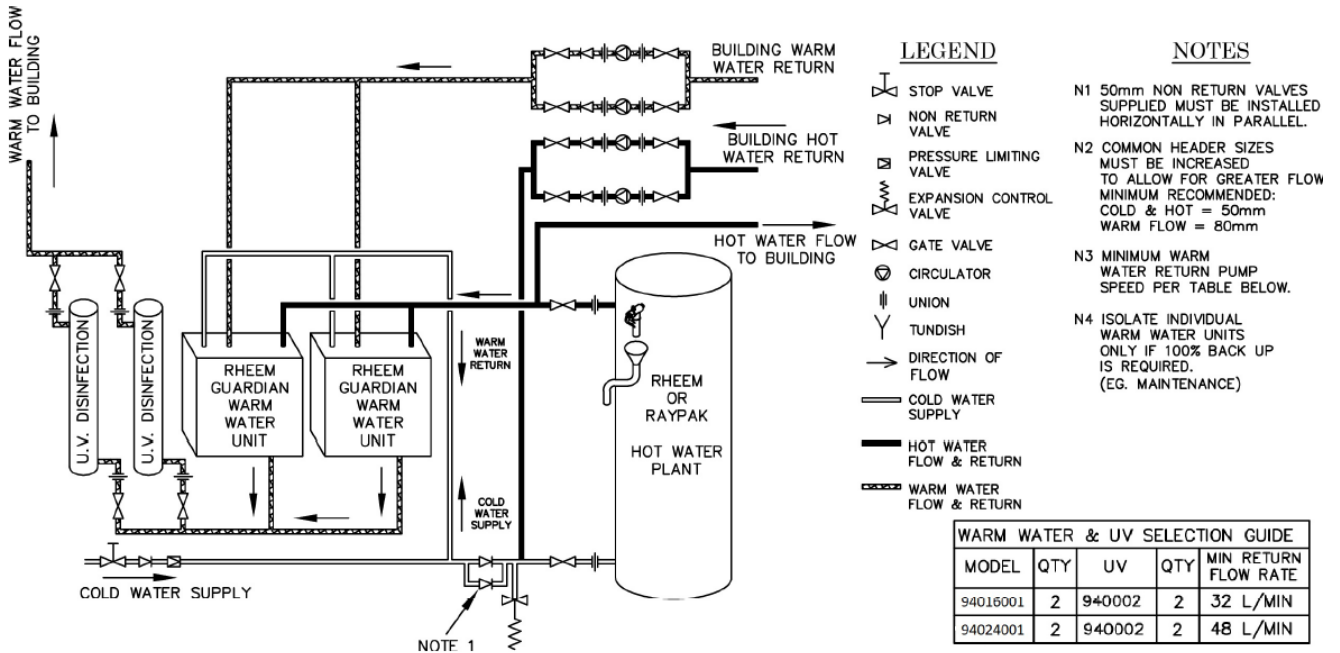 WARM WATER FLOW
TO BUILDING
BUILDING WARM
WATER RETURN
BUILDING HOT
WATER RETURN
HOT WATER FLOW
TO BUILDING
U.V. DISINFECTION
U.V. DISINFECTION
RHEEM
GUARDIAN
WARM
WATER
UNIT
RHEEM
GUARDIAN
WARM
WATER
UNIT
WARM
WATER
RETURN
COLD
WATER
SUPPLY
RHEEM
OR
RAYPAK
HOT WATER
PLANT
COLD WATER SUPPLY
NOTE 1
LEGEND
STOP VALVE
NON RETURN
VALVE
PRESSURE LIMITING
VALVE
EXPANSION CONTROL
VALVE
GATE VALVE
CIRCULATOR
UNION
TUNDISH
DIRECTION OF
FLOW
COLD WATER
SUPPLY
HOT WATER
FLOW & RETURN
WARM WATER
FLOW & RETURN
NOTES
N1 50mm NON RETURN VALVES
SUPPLIED MUST BE INSTALLED
HORIZONTALLY IN PARALLEL.
N2 COMMON HEADER SIZES
MUST BE INCREASED
TO ALLOW FOR GREATER FLOW
MINIMUM RECOMMENDED:
COLD & HOT = 50mm
WARM FLOW = 80mm
N3 MINIMUM WARM
WATER RETURN PUMP
SPEED PER TABLE BELOW.
N4 ISOLATE INDIVIDUAL
WARM WATER UNITS
ONLY IF 100% BACK UP
IS REQUIRED.
(EG. MAINTENANCE)
WARM WATER & UV SELECTION GUIDE
MODEL QTY UV QTY MIN RETURN
FLOW RATE
94016001 2 940002 2 32 L/MIN
94024001 2 940002 2 48 L/MIN